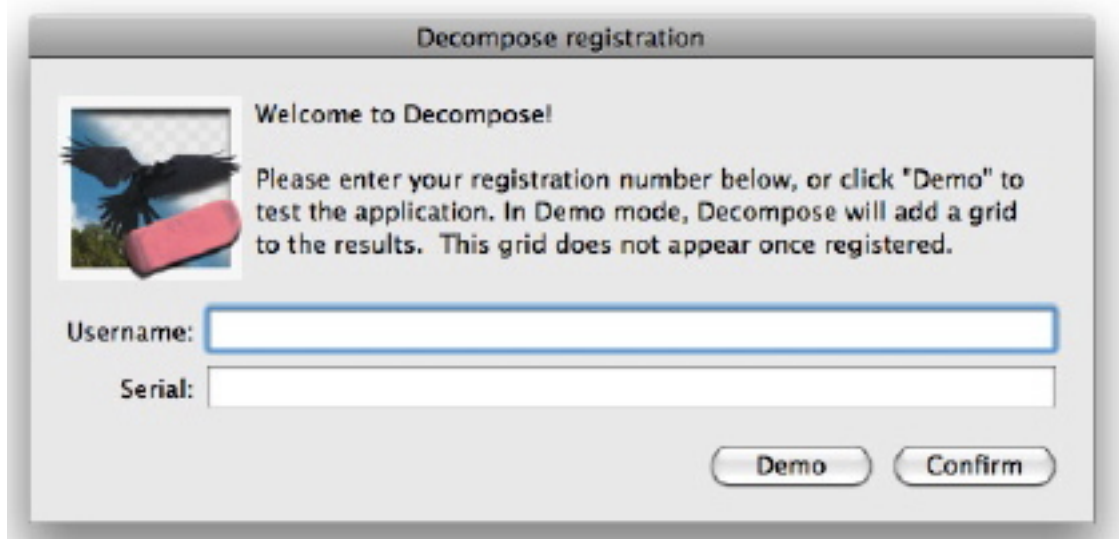 Decompose registration
Welcome to Decompose!
Please enter your registration number below, or click "Demo" to
test the application. In Demo mode, Decompose will add a grid
to the results.  This grid does not appear once registered.
Username:
Serial:
Demo
Confirm